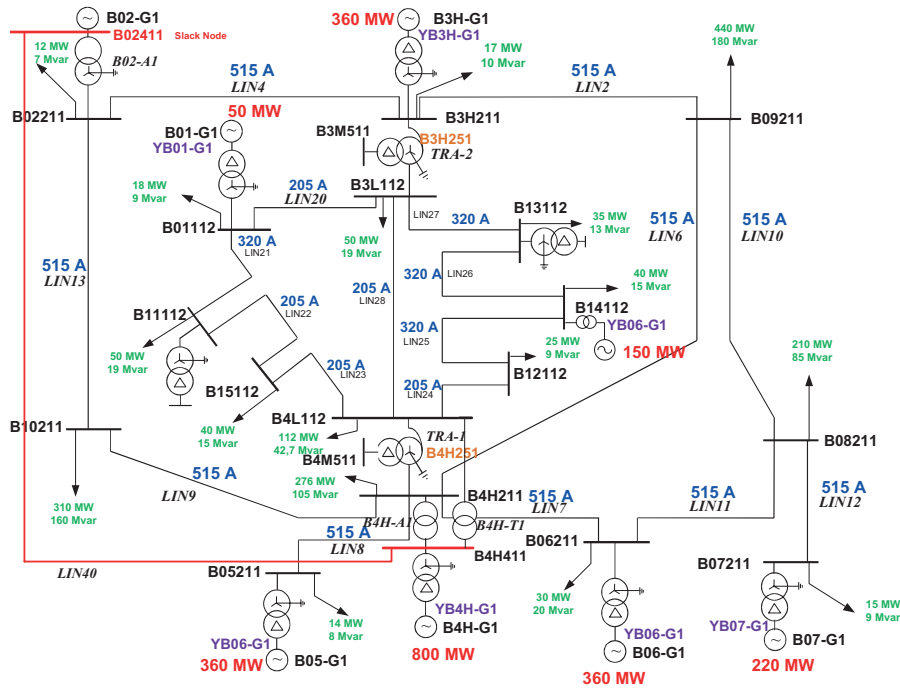 B02-G1
B02411
Slack Node
12 MW
7 Mvar
B02-A1
360 MW
B3H-G1
YB3H-G1
17 MW
10 Mvar
440 MW
180 Mvar
515 A
LIN4
515 A
LIN2
B02211
50 MW
B3H211
B09211
B01-G1
YB01-G1
B3M511
B3H251
TRA-2
18 MW
9 Mvar
205 A
LIN20
B3L112
LIN27
B01112
320 A
LIN21
50 MW
19 Mvar
320 A
B13112
35 MW
13 Mvar
515 A
LIN6
515 A
LIN10
515 A
LIN13
320 A
LIN26
205 A
LIN28
40 MW
15 Mvar
205 A
LIN22
B11112
B14112
YB06-G1
320 A
LIN25
150 MW
50 MW
19 Mvar
25 MW
9 Mvar
210 MW
85 Mvar
205 A
LIN23
B15112
B12112
205 A
LIN24
40 MW
15 Mvar
B4L112
B10211
112 MW
42,7 Mvar
TRA-1
B4H251
B4M511
B08211
515 A
LIN9
276 MW
105 Mvar
B4H211
515 A
LIN7
515 A
LIN11
515 A
LIN12
310 MW
160 Mvar
B4H-A1
B4H-T1
515 A
LIN8
B06211
B4H411
LIN40
B05211
B07211
30 MW
20 Mvar
YB4H-G1
14 MW
8 Mvar
15 MW
9 Mvar
YB06-G1
B4H-G1
YB06-G1
YB07-G1
360 MW
B05-G1
800 MW
B06-G1
360 MW
B07-G1
220 MW